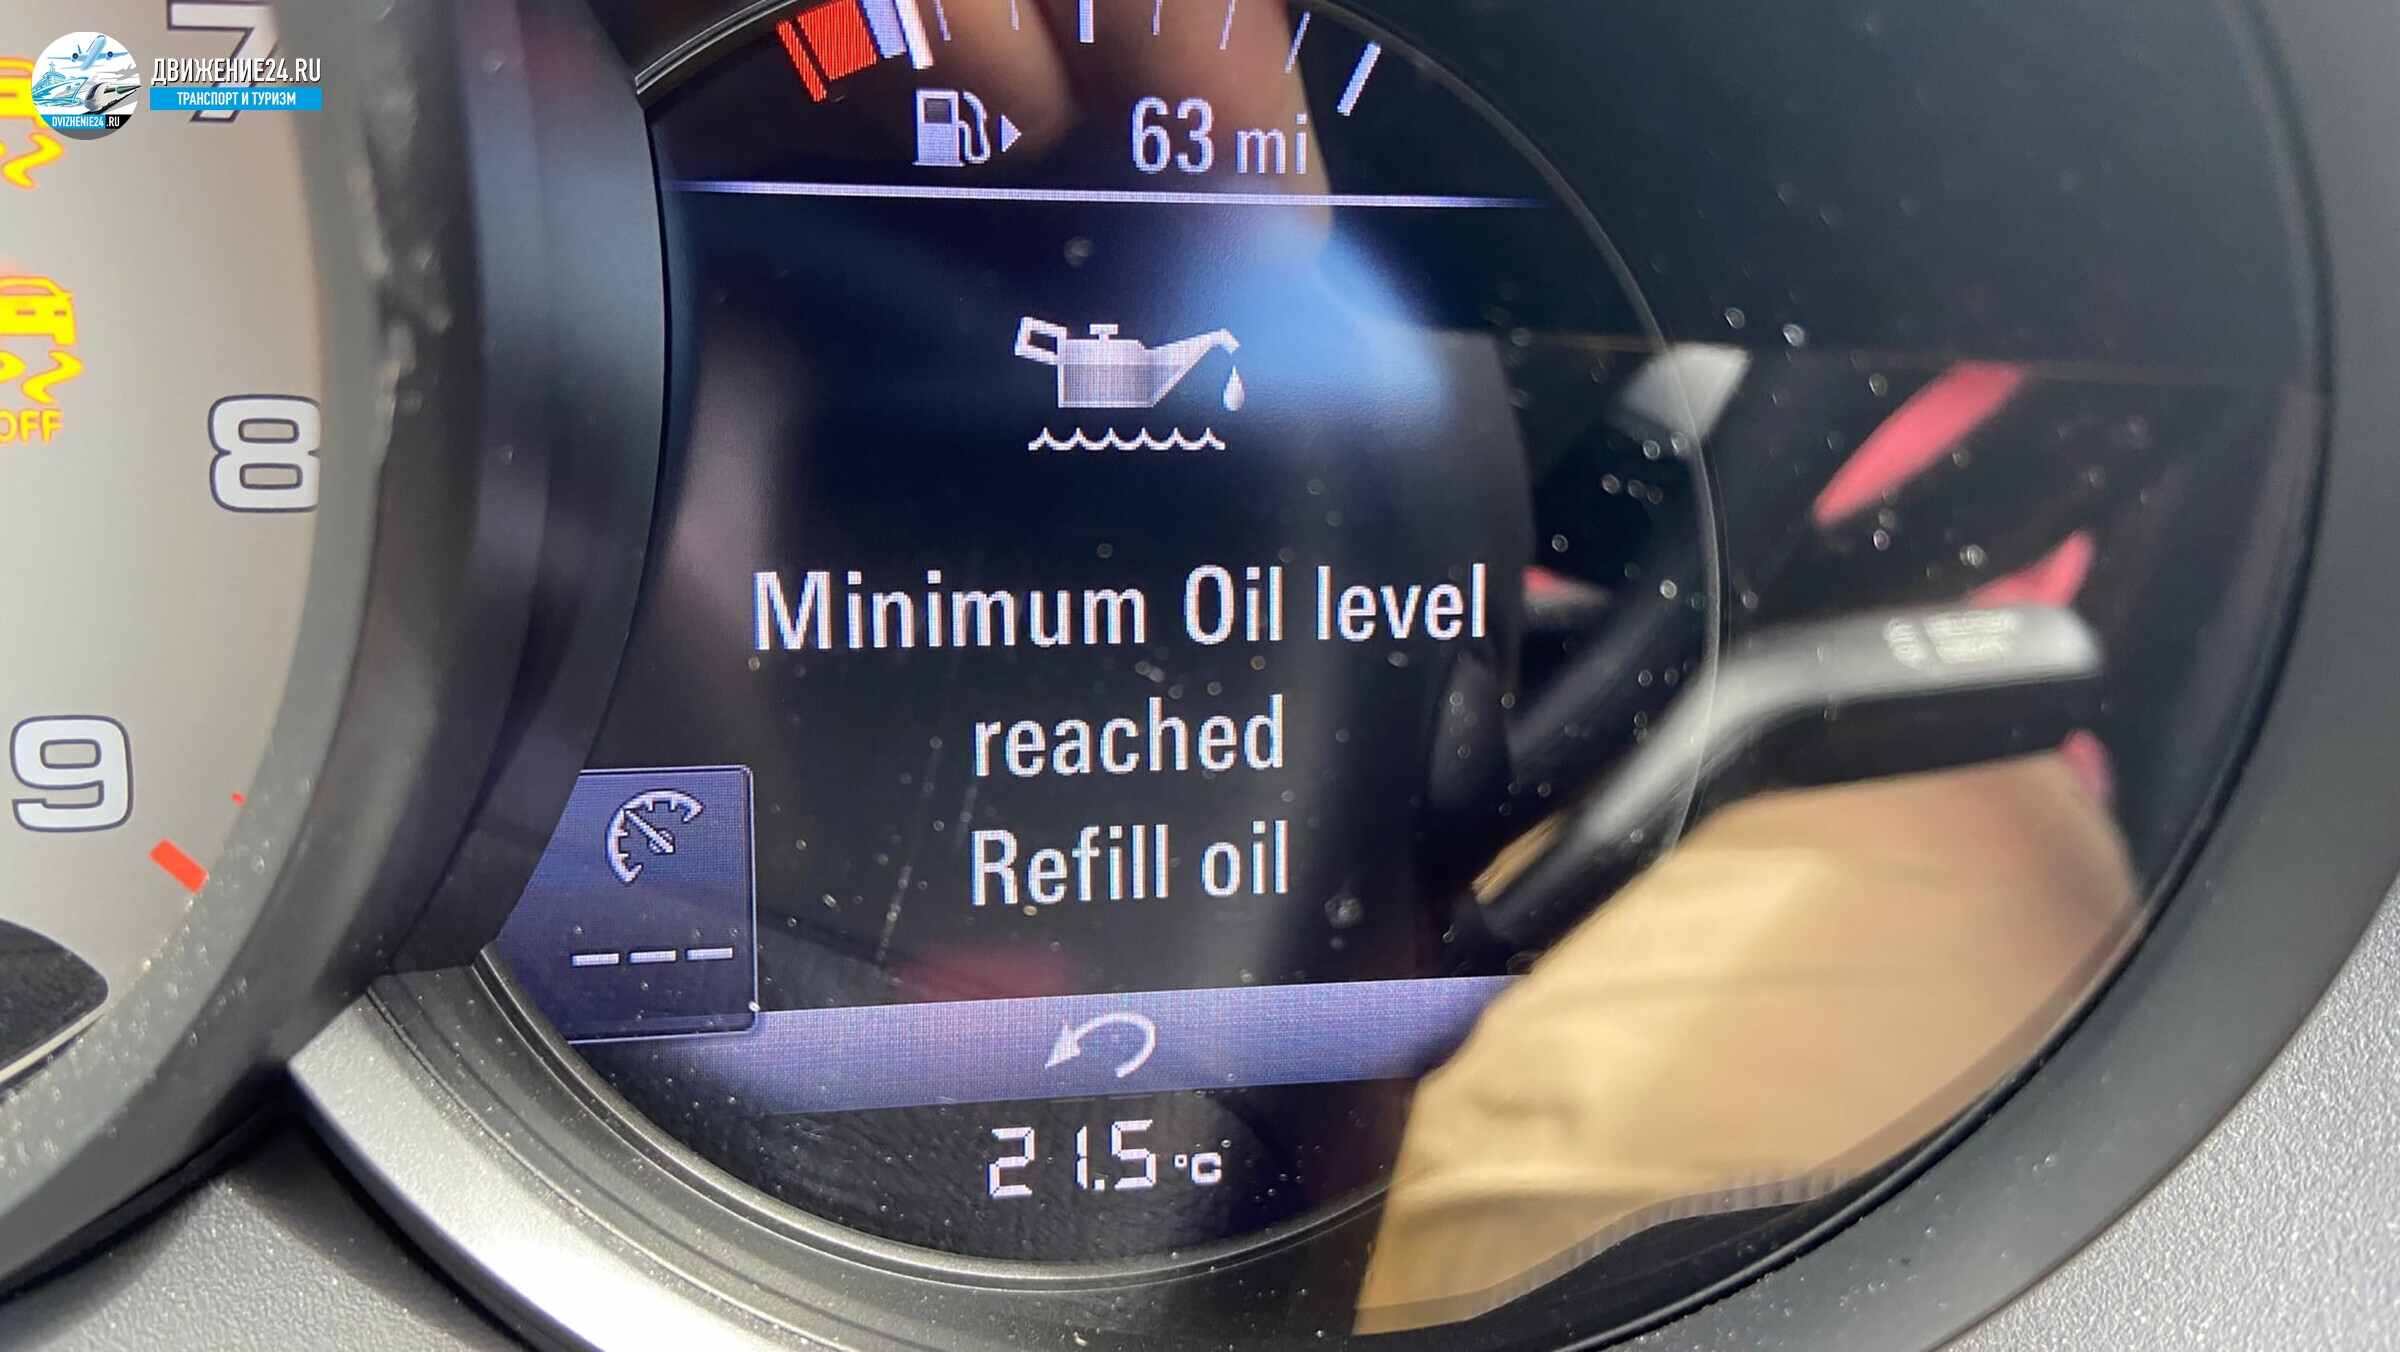 ДВИЖЕНИЕ24.RU
ТРАНСПОРТ И ТУРИЗМ
DVIZHENIE24.RU
7
8
9
OFF
63 mi
Minimum Oil level
reached
Refill oil
---
21.5 °C